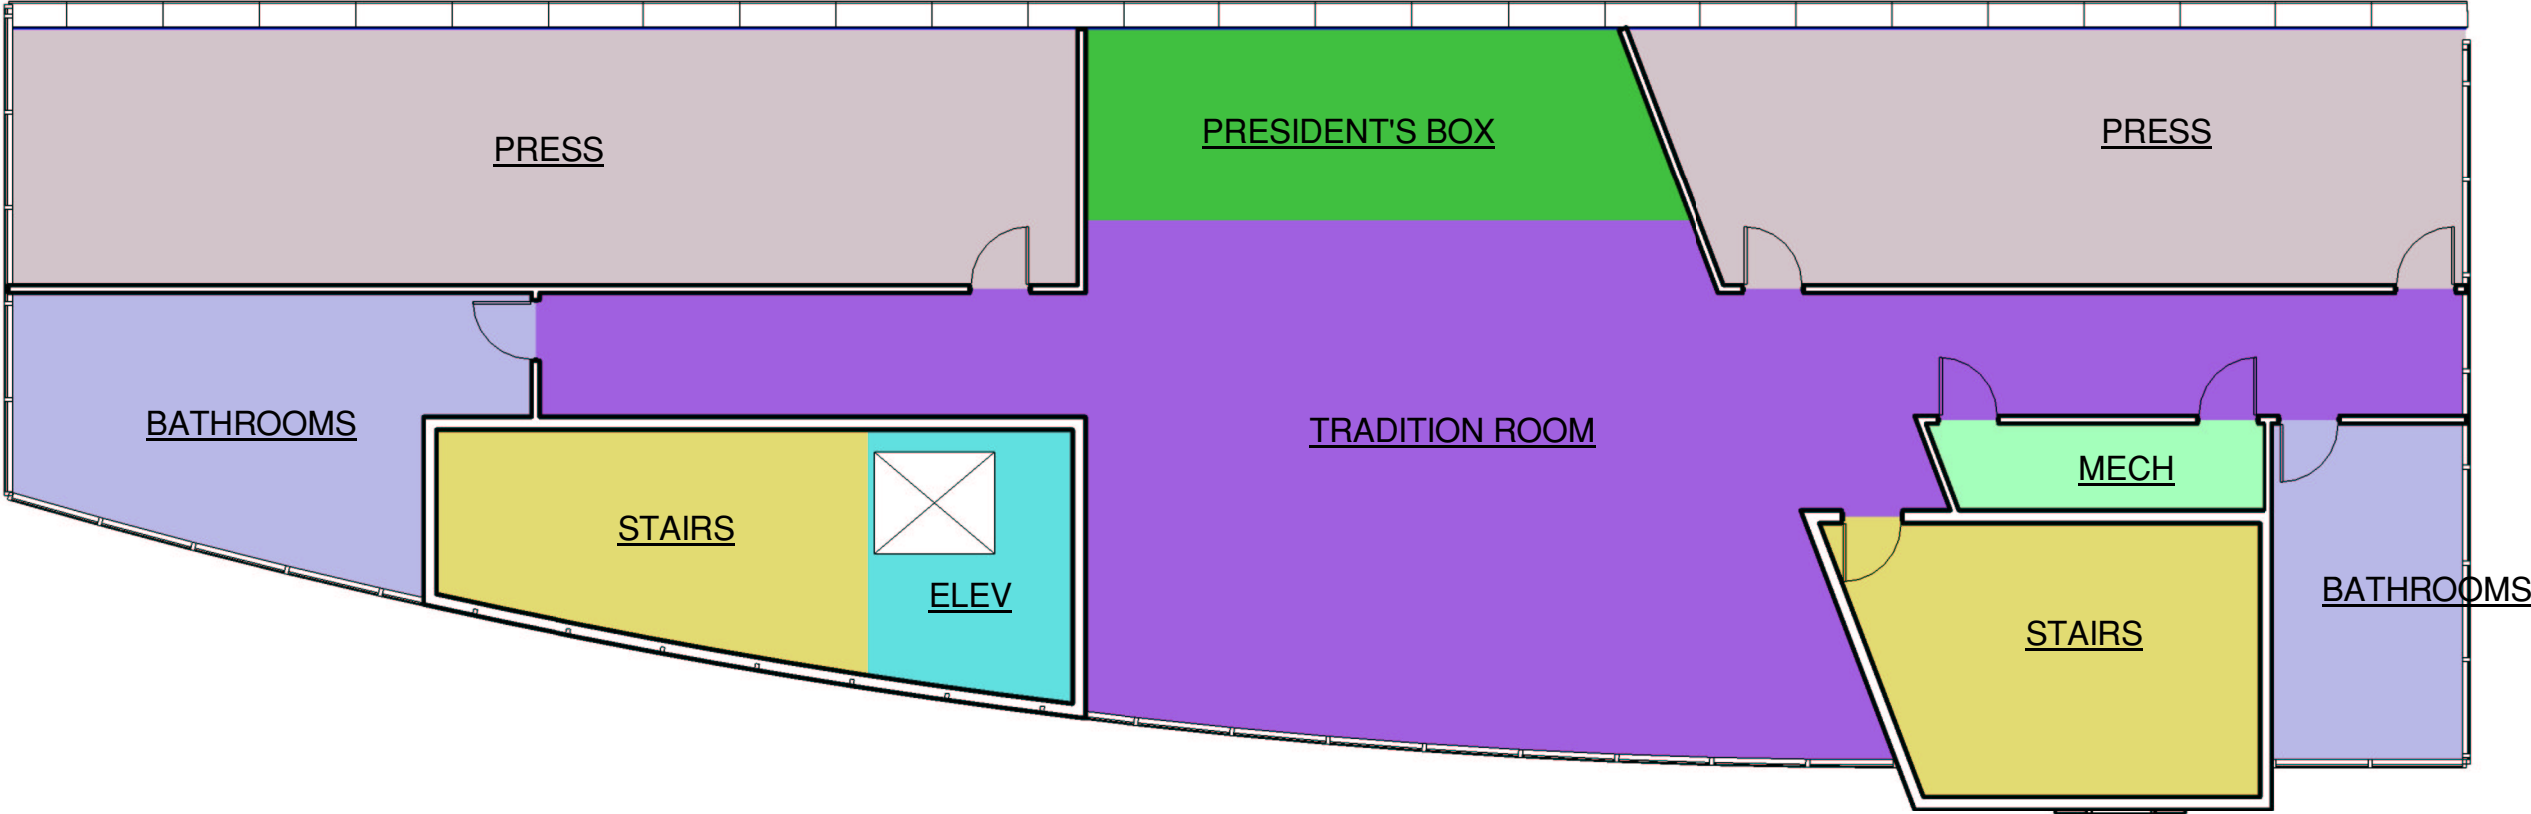 PRESS
PRESIDENT'S BOX
PRESS
BATHROOMS
TRADITION ROOM
MECH
STAIRS
ELEV
BATHROOMS
STAIRS